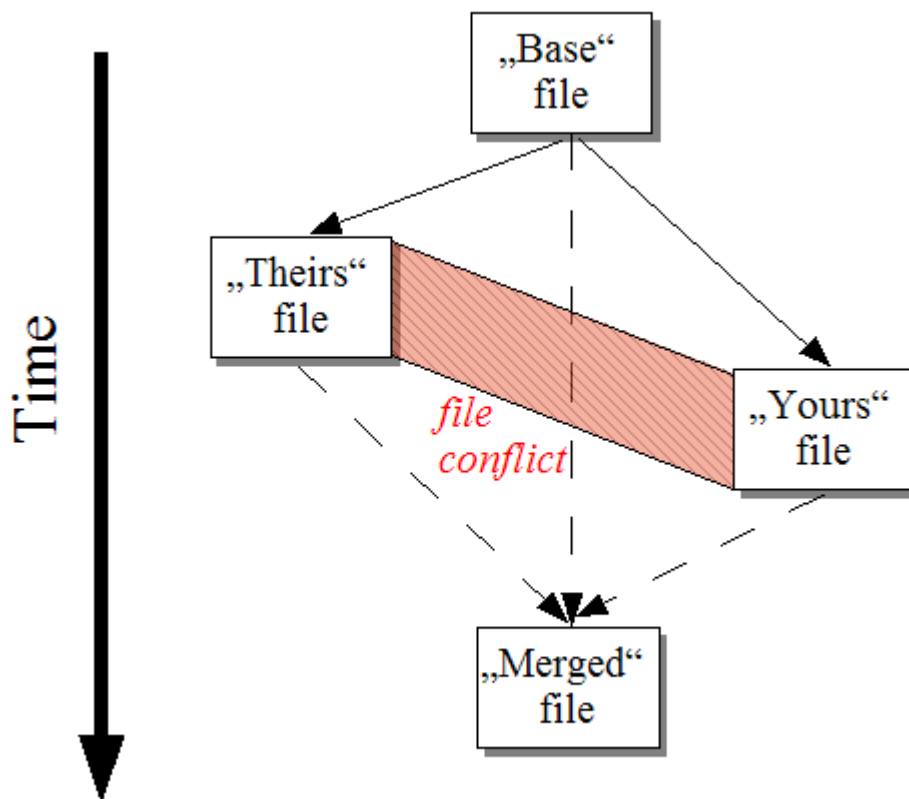 „Base“
file
„Theirs“
file
Time
„Yours“
file
file
conflict
„Merged“
file